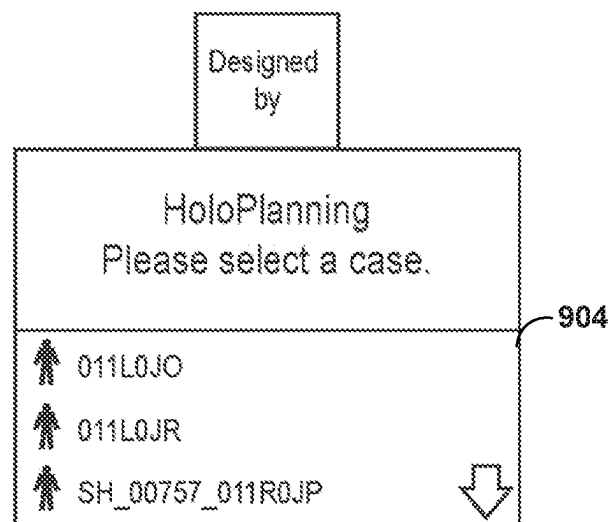 Designed
by
HoloPlanning
Please select a case.
904
011L0JO
011L0JR
SH_00757_011R0JP